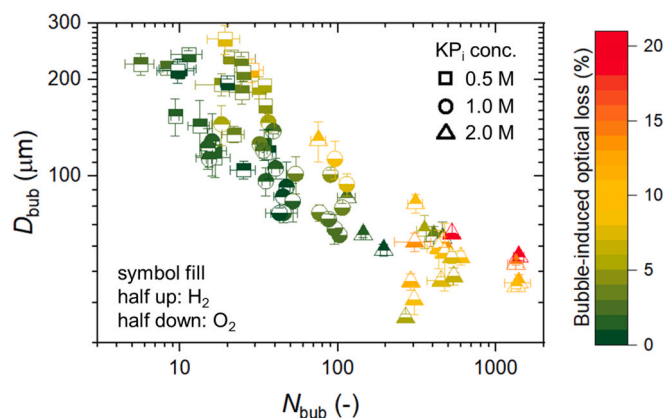 300
200
100
D_bub (µm)
KP_i conc.
0.5 M
1.0 M
2.0 M
symbol fill
half up: H₂
half down: O₂
10
100
1000
N_bub (-)
20
15
10
5
0
Bubble-induced optical loss (%)